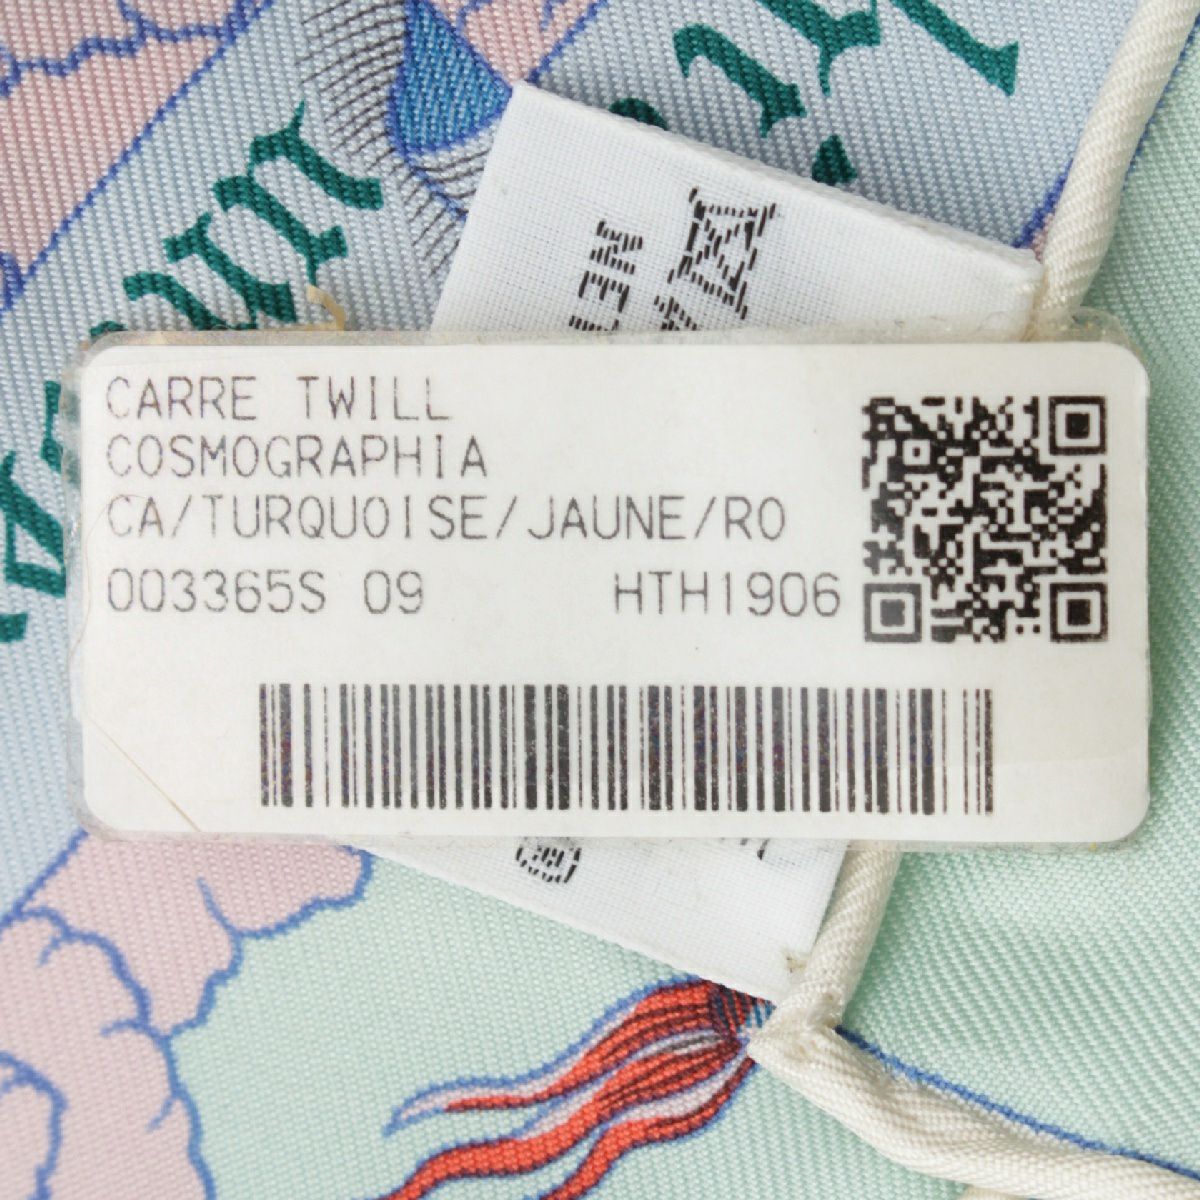 CARRE TWILL
COSMOGRAPHIA
CA/TURQUOISE/JAUNE/RO
003365S 09 HTH1906